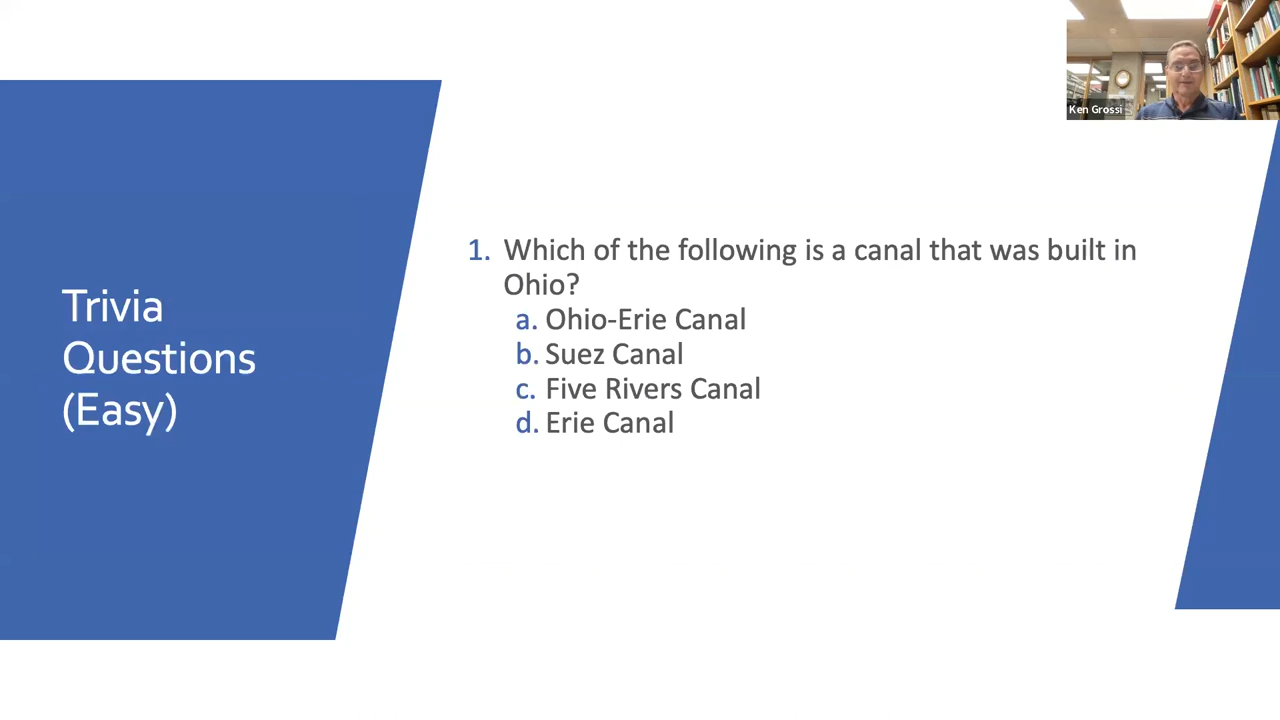 Ken Grossi
Trivia
Questions
(Easy)
1. Which of the following is a canal that was built in
Ohio?
a. Ohio-Erie Canal
b. Suez Canal
c. Five Rivers Canal
d. Erie Canal